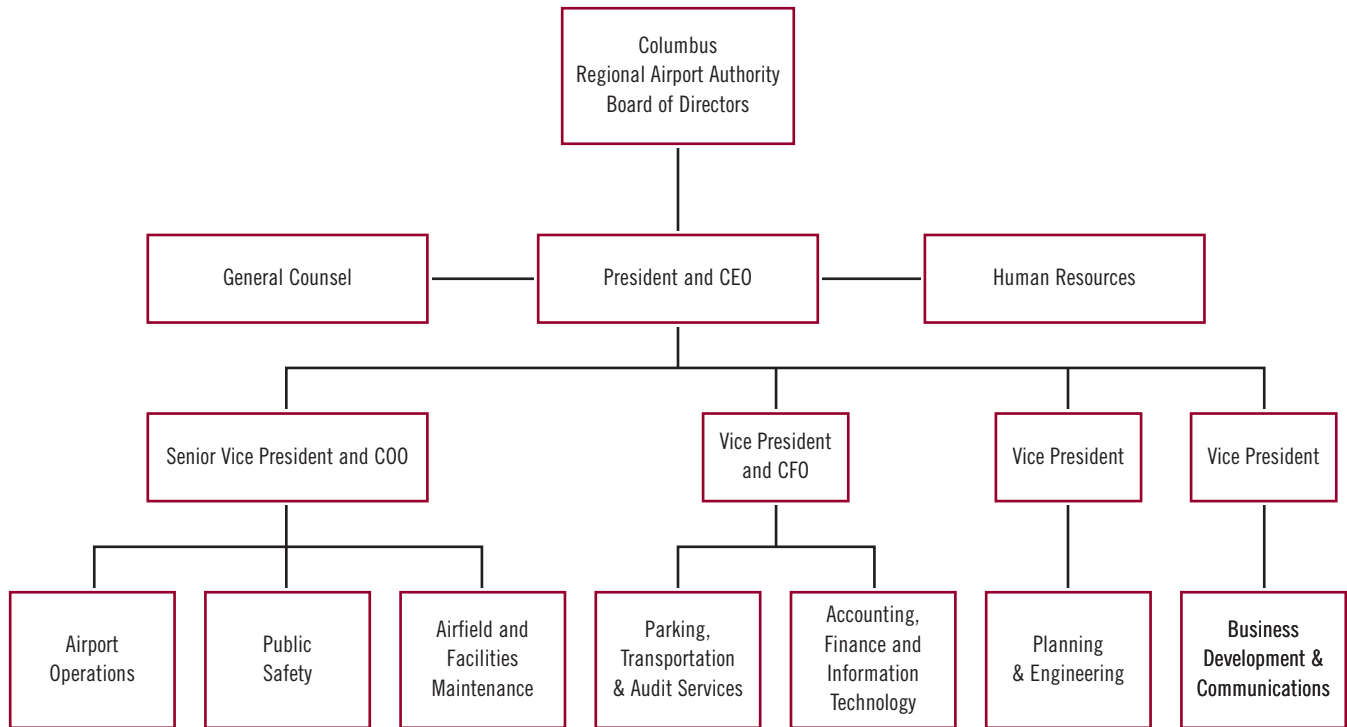 Columbus
Regional Airport Authority
Board of Directors
General Counsel
President and CEO
Human Resources
Senior Vice President and COO
Vice President
and CFO
Vice President
Vice President
Airport
Operations
Public
Safety
Airfield and
Facilities
Maintenance
Parking,
Transportation
& Audit Services
Accounting,
Finance and
Information
Technology
Planning
& Engineering
Business
Development &
Communications